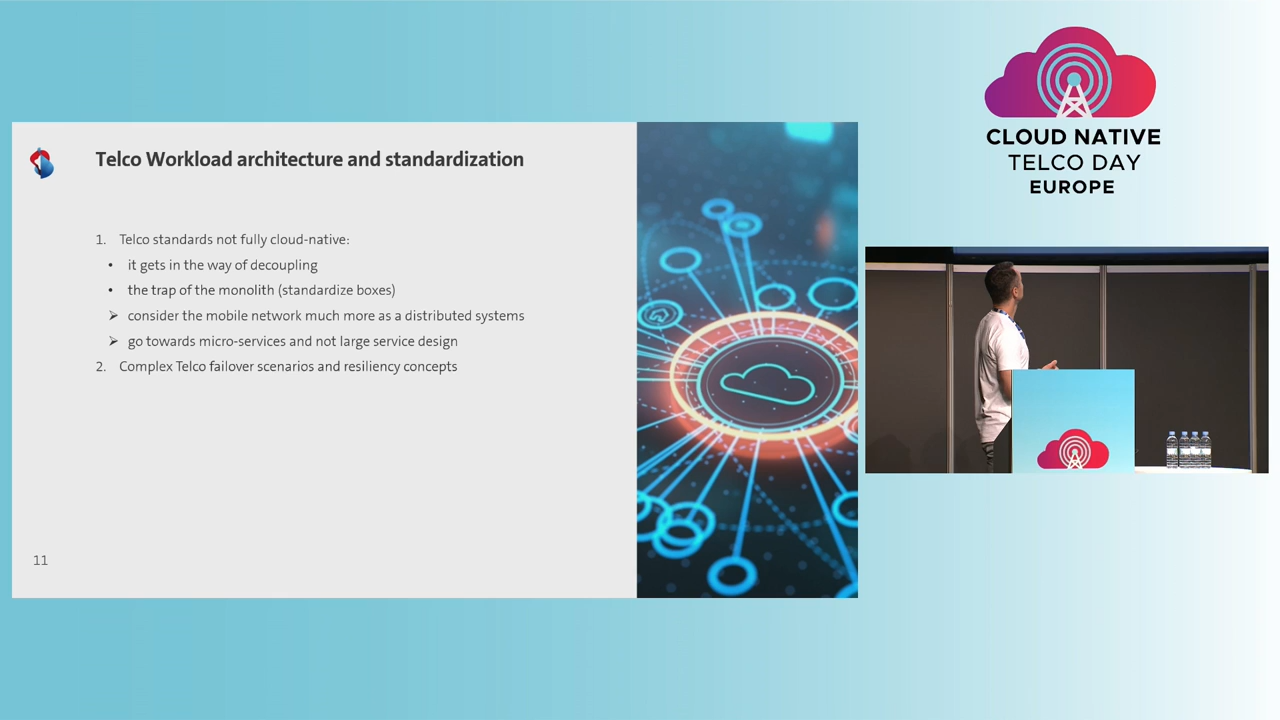 Telco Workload architecture and standardization
1. Telco standards not fully cloud-native:
• it gets in the way of decoupling
• the trap of the monolith (standardize boxes)
➢ consider the mobile network much more as a distributed systems
➢ go towards micro-services and not large service design
2. Complex Telco failover scenarios and resiliency concepts
11
CLOUD NATIVE
TELCO DAY
EUROPE